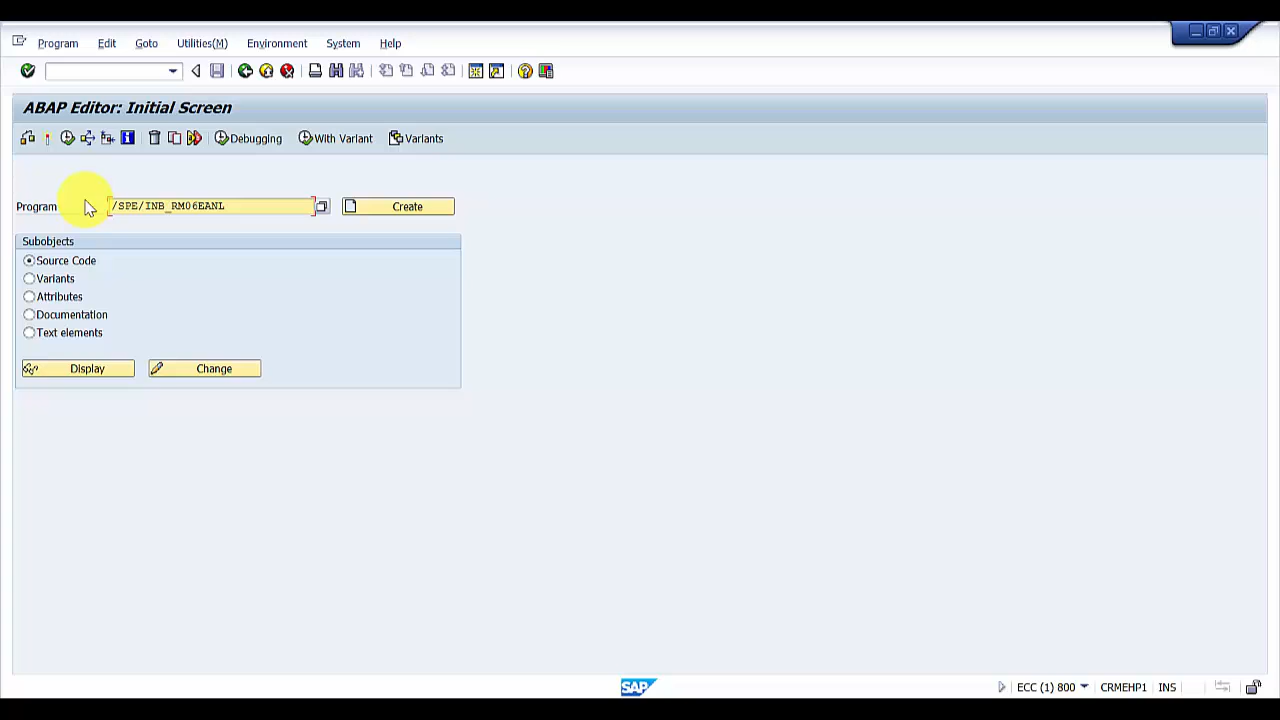 Program Edit Goto Utilities(M) Environment System Help
ABAP Editor: Initial Screen
Debugging With Variant Variants
Program /SPE/INB_RM06EANL Create
Subobjects
Source Code
Variants
Attributes
Documentation
Text elements
Display Change
SAP ECC (1) 800 CRMEHP1 INS